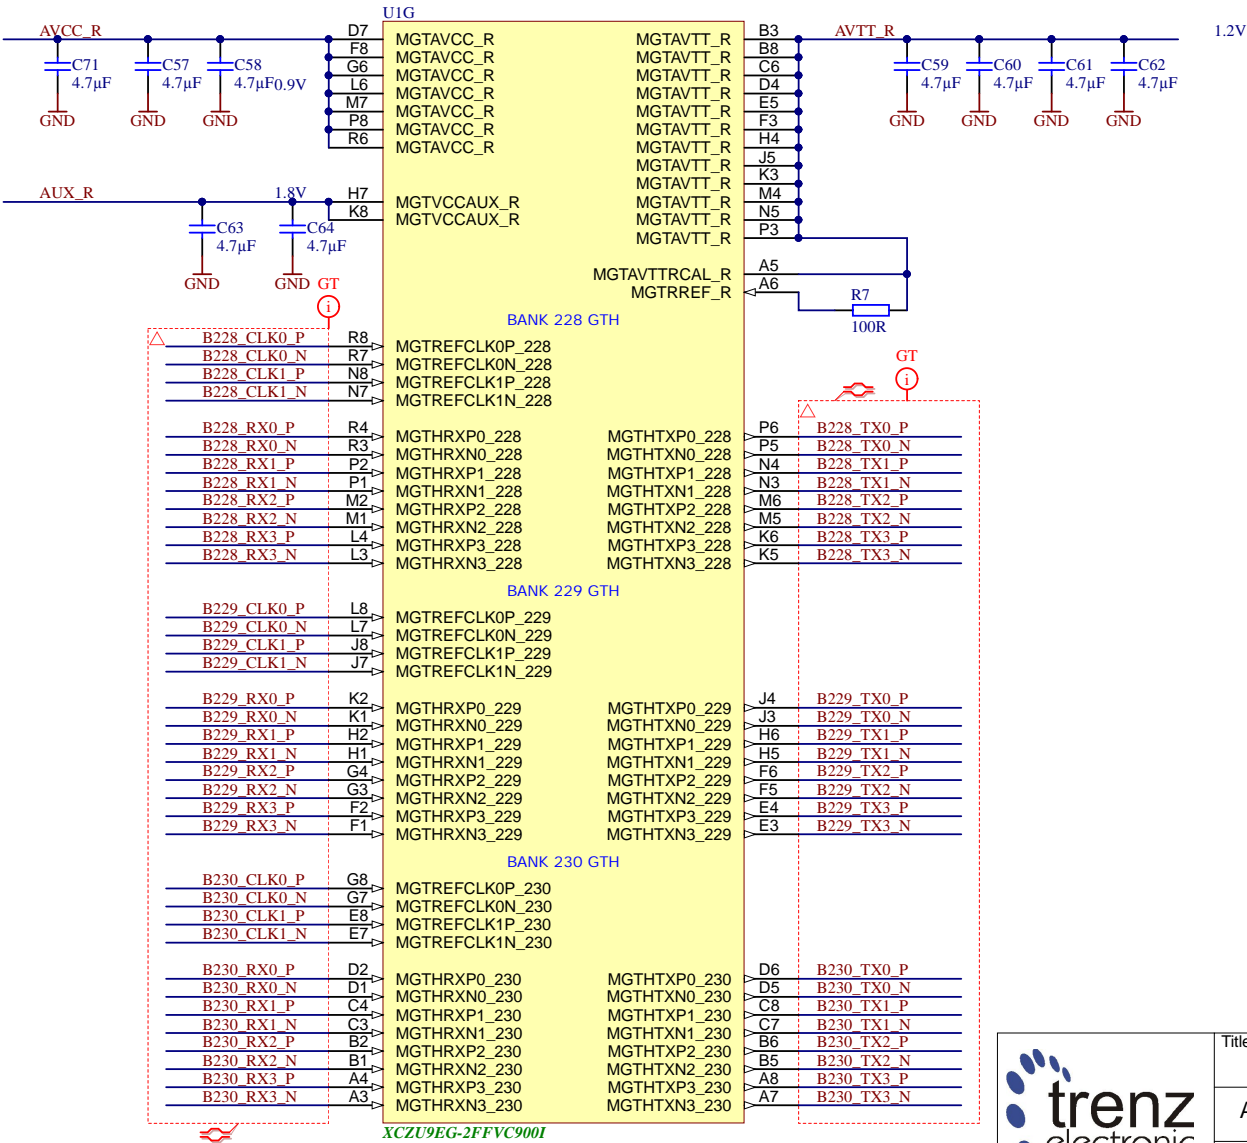 U1G
AVCC_R D7 MGTAVCC_R MGTAVTT_R B3 AVTT_R 1.2V
F8 MGTAVCC_R MGTAVTT_R B8
C71 C57 C58 G6 MGTAVCC_R MGTAVTT_R C6 C59 C60 C61 C62
4.7µF 4.7µF 4.7µF 0.9V L6 MGTAVCC_R MGTAVTT_R D4 4.7µF 4.7µF 4.7µF 4.7µF
M7 MGTAVCC_R MGTAVTT_R E5
GND GND GND P8 MGTAVCC_R MGTAVTT_R F3 GND GND GND GND
R6 MGTAVCC_R MGTAVTT_R H4
MGTAVTT_R J5
MGTAVTT_R K3
AUX_R 1.8V H7 MGTVCCAUX_R MGTAVTT_R M4
K8 MGTVCCAUX_R MGTAVTT_R N5
C63 C64 MGTAVTT_R P3
4.7µF 4.7µF
MGTAVTTRCAL_R A5
GND GND GT MGTRREF_R A6 R7
i
100R
BANK 228 GTH
B228_CLK0_P R8 MGTREFCLK0P_228
B228_CLK0_N R7 MGTREFCLK0N_228 GT
B228_CLK1_P N8 MGTREFCLK1P_228 i
B228_CLK1_N N7 MGTREFCLK1N_228
B228_RX0_P R4 MGTHRXP0_228 MGTHTXP0_228 P6 B228_TX0_P
B228_RX0_N R3 MGTHRXN0_228 MGTHTXN0_228 P5 B228_TX0_N
B228_RX1_P P2 MGTHRXP1_228 MGTHTXP1_228 N4 B228_TX1_P
B228_RX1_N P1 MGTHRXN1_228 MGTHTXN1_228 N3 B228_TX1_N
B228_RX2_P M2 MGTHRXP2_228 MGTHTXP2_228 M6 B228_TX2_P
B228_RX2_N M1 MGTHRXN2_228 MGTHTXN2_228 M5 B228_TX2_N
B228_RX3_P L4 MGTHRXP3_228 MGTHTXP3_228 K6 B228_TX3_P
B228_RX3_N L3 MGTHRXN3_228 MGTHTXN3_228 K5 B228_TX3_N
BANK 229 GTH
B229_CLK0_P L8 MGTREFCLK0P_229
B229_CLK0_N L7 MGTREFCLK0N_229
B229_CLK1_P J8 MGTREFCLK1P_229
B229_CLK1_N J7 MGTREFCLK1N_229
B229_RX0_P K2 MGTHRXP0_229 MGTHTXP0_229 J4 B229_TX0_P
B229_RX0_N K1 MGTHRXN0_229 MGTHTXN0_229 J3 B229_TX0_N
B229_RX1_P H2 MGTHRXP1_229 MGTHTXP1_229 H6 B229_TX1_P
B229_RX1_N H1 MGTHRXN1_229 MGTHTXN1_229 H5 B229_TX1_N
B229_RX2_P G4 MGTHRXP2_229 MGTHTXP2_229 F6 B229_TX2_P
B229_RX2_N G3 MGTHRXN2_229 MGTHTXN2_229 F5 B229_TX2_N
B229_RX3_P F2 MGTHRXP3_229 MGTHTXP3_229 E4 B229_TX3_P
B229_RX3_N F1 MGTHRXN3_229 MGTHTXN3_229 E3 B229_TX3_N
BANK 230 GTH
B230_CLK0_P G8 MGTREFCLK0P_230
B230_CLK0_N G7 MGTREFCLK0N_230
B230_CLK1_P E8 MGTREFCLK1P_230
B230_CLK1_N E7 MGTREFCLK1N_230
B230_RX0_P D2 MGTHRXP0_230 MGTHTXP0_230 D6 B230_TX0_P
B230_RX0_N D1 MGTHRXN0_230 MGTHTXN0_230 D5 B230_TX0_N
B230_RX1_P C4 MGTHRXP1_230 MGTHTXP1_230 C8 B230_TX1_P
B230_RX1_N C3 MGTHRXN1_230 MGTHTXN1_230 C7 B230_TX1_N
B230_RX2_P B2 MGTHRXP2_230 MGTHTXP2_230 B6 B230_TX2_P
B230_RX2_N B1 MGTHRXN2_230 MGTHTXN2_230 B5 B230_TX2_N
B230_RX3_P A4 MGTHRXP3_230 MGTHTXP3_230 A8 B230_TX3_P
B230_RX3_N A3 MGTHRXN3_230 MGTHTXN3_230 A7 B230_TX3_N
XCZU9EG-2FFVC900I
Title
trenz
electronic